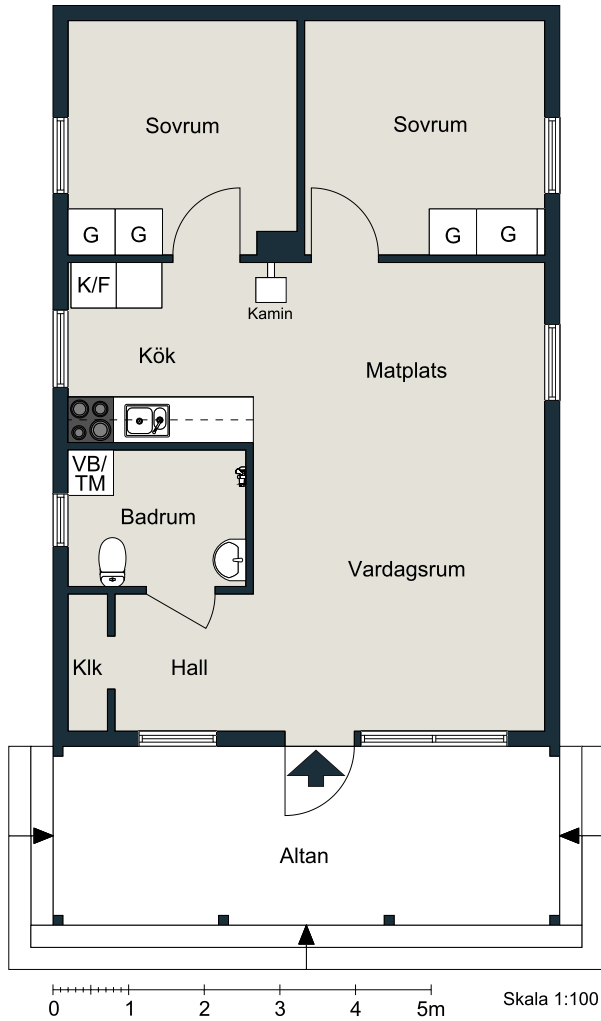 Sovrum
Sovrum
G G
G G
K/F
Kamin
Kök
Matplats
VB/
TM
Badrum
Vardagsrum
Klk
Hall
Altan
0 1 2 3 4 5m
Skala 1:100